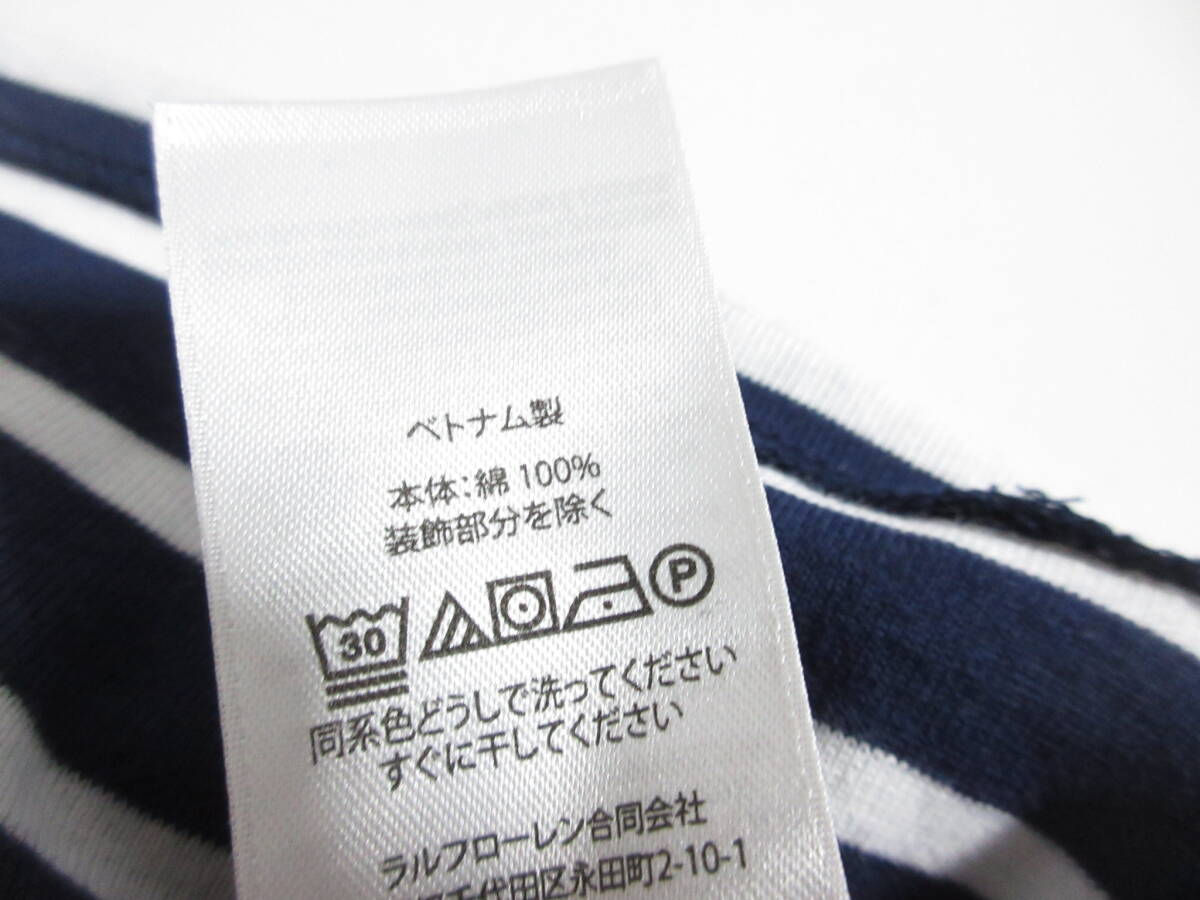 ベトナム製
本体:綿 100%
装飾部分を除く
30 P
同系色どうしで洗ってください
すぐに干してください
ラルフローレン合同会社
千代田区永田町2-10-1